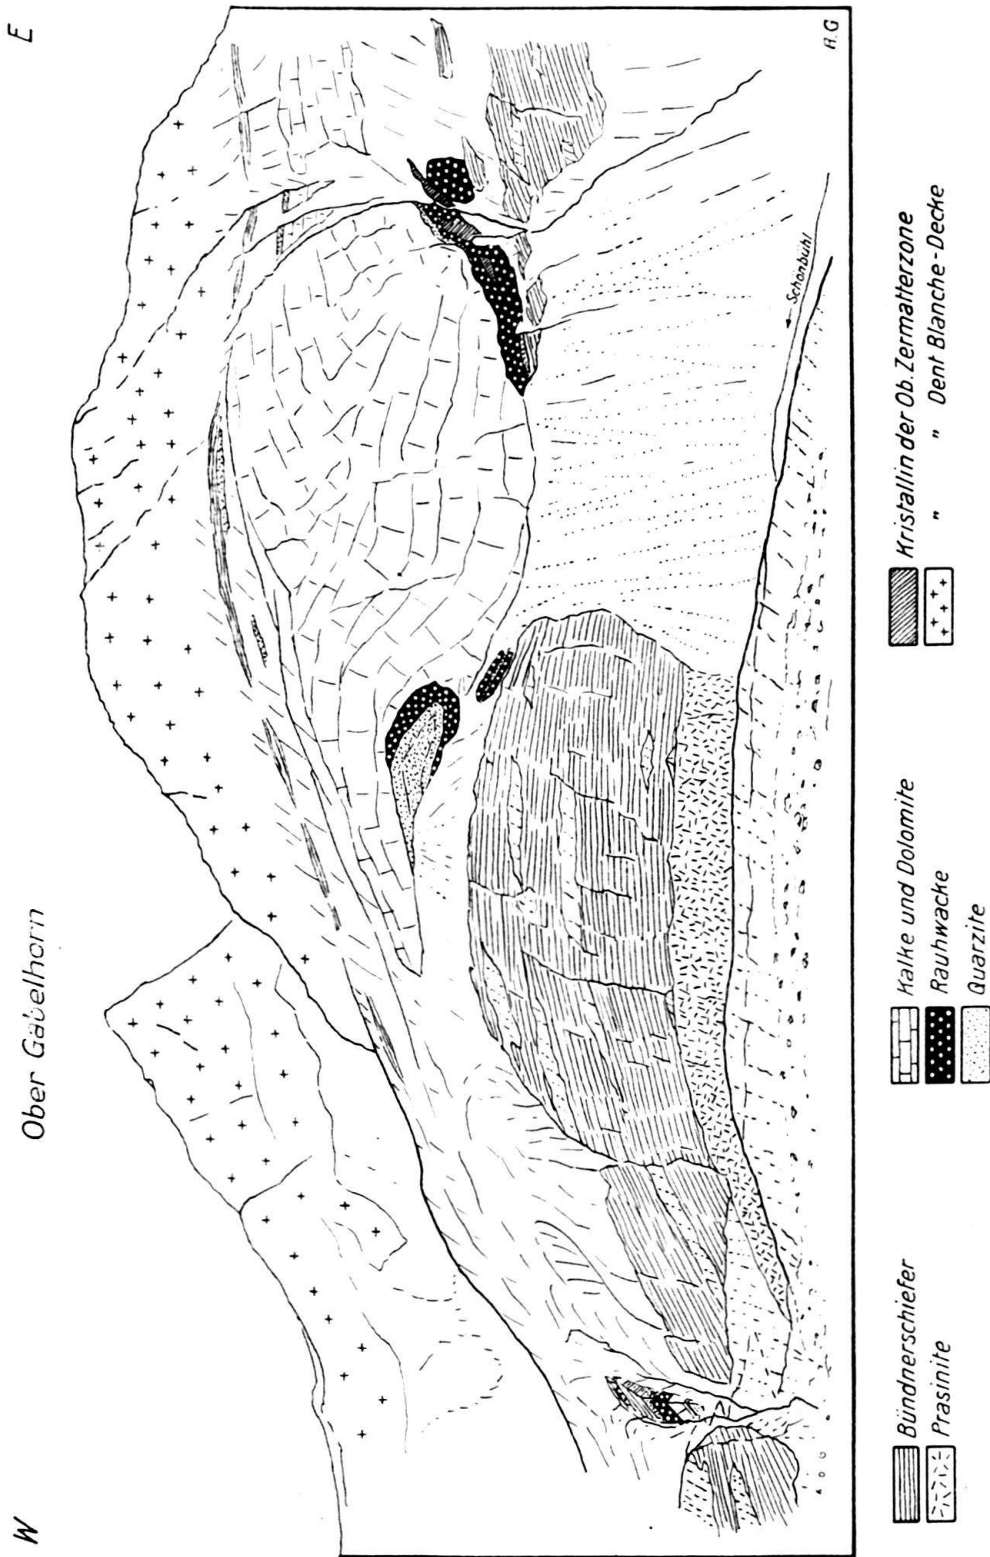 W
Ober Gabelhorn
E
Schönbühl
A.G
Bündnerschiefer
Prasinite
Kalke und Dolomite
Rauhwacke
Quarzite
Kristallin der Ob. Zermatterzone
" Dent Blanche-Decke